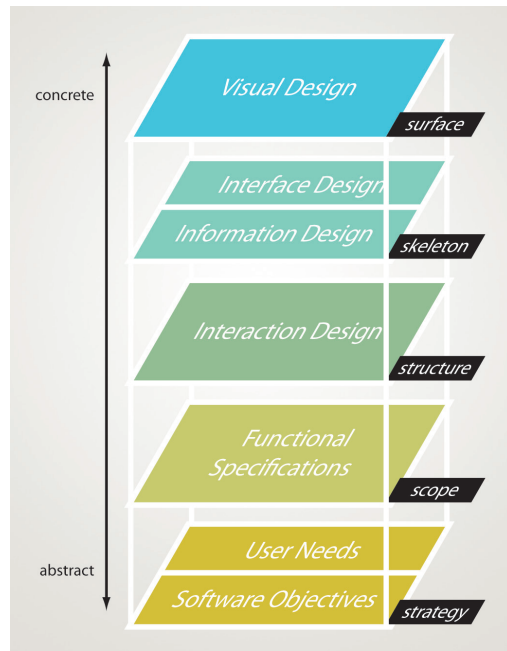 concrete
Visual Design
surface
Interface Design
Information Design
skeleton
Interaction Design
structure
Functional
Specifications
scope
User Needs
abstract
Software Objectives
strategy